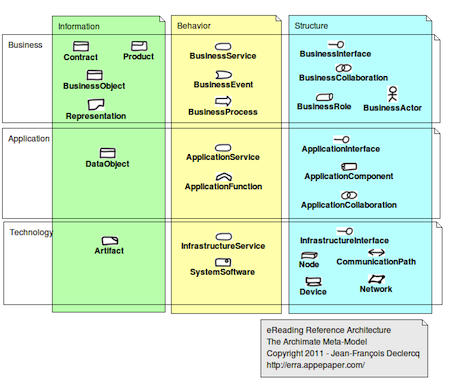 Information
Behavior
Structure
Business
Contract
Product
BusinessObject
Representation
BusinessService
BusinessEvent
BusinessProcess
BusinessInterface
BusinessCollaboration
BusinessRole
BusinessActor
Application
DataObject
ApplicationService
ApplicationFunction
ApplicationInterface
ApplicationComponent
ApplicationCollaboration
Technology
Artifact
InfrastructureService
SystemSoftware
InfrastructureInterface
Node
CommunicationPath
Device
Network
eReading Reference Architecture
The Archimate Meta-Model
Copyright 2011 - Jean-François Declercq
http://erra.appepaper.com/